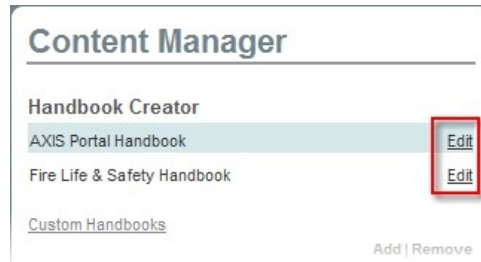 Content Manager
Handbook Creator
AXIS Portal Handbook Edit
Fire Life & Safety Handbook Edit
Custom Handbooks
Add | Remove